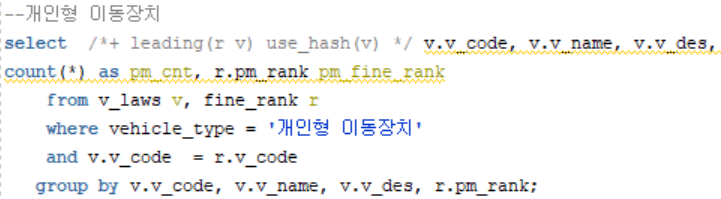 --개인형 이동장치
select  /*+ leading(r v) use_hash(v) */ v.v_code, v.v_name, v.v_des,
count(*) as pm_cnt, r.pm_rank pm_fine_rank
from v_laws v, fine_rank r
where vehicle_type = '개인형 이동장치'
and v.v_code  = r.v_code
group by v.v_code, v.v_name, v.v_des, r.pm_rank;